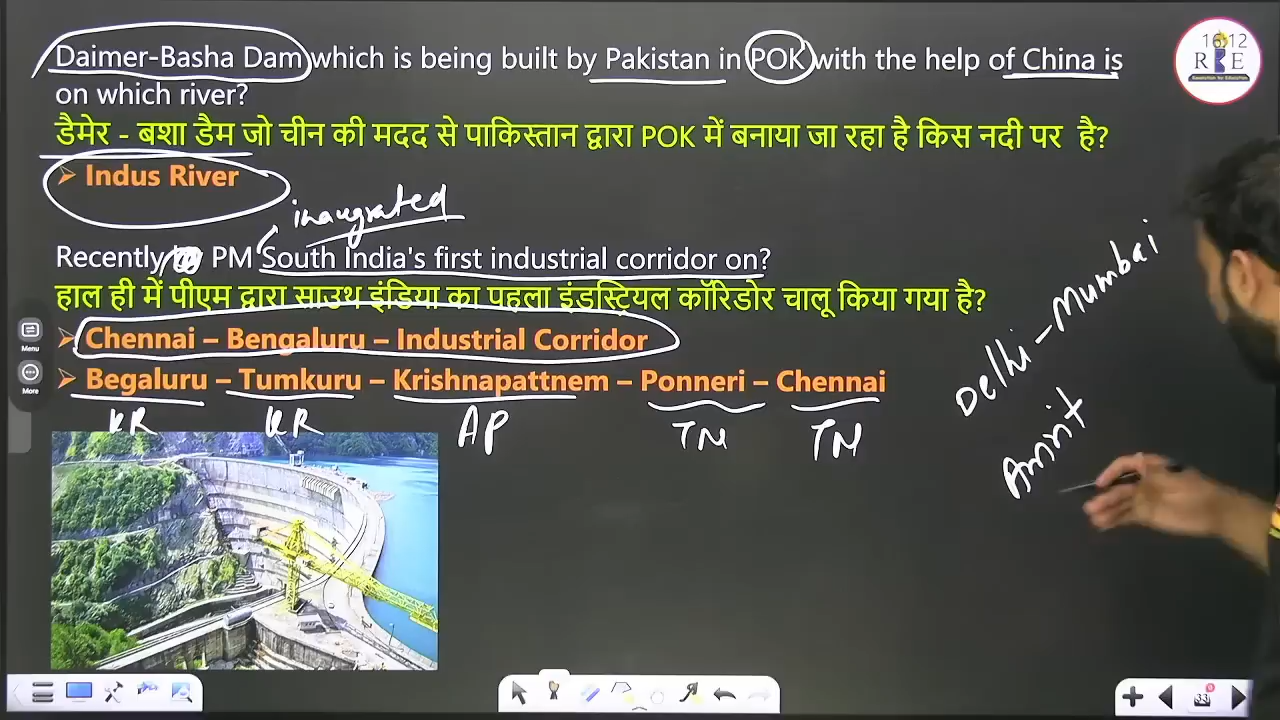 Daimer-Basha Dam which is being built by Pakistan in POK with the help of China is
on which river?
डैमेर - बशा डैम जो चीन की मदद से पाकिस्तान द्वारा POK में बनाया जा रहा है किस नदी पर है?
➢ Indus River
inaugrated
Recently PM South India's first industrial corridor on?
हाल ही में पीएम द्वारा साउथ इंडिया का पहला इंडस्ट्रियल कॉरिडोर चालू किया गया है?
➢ Chennai – Bengaluru – Industrial Corridor
➢ Begaluru – Tumkuru – Krishnapattnem – Ponneri – Chennai
KR KR AP TN TN
Delhi – Mumbai
Amrit
16:12
R E
Menu
More
33